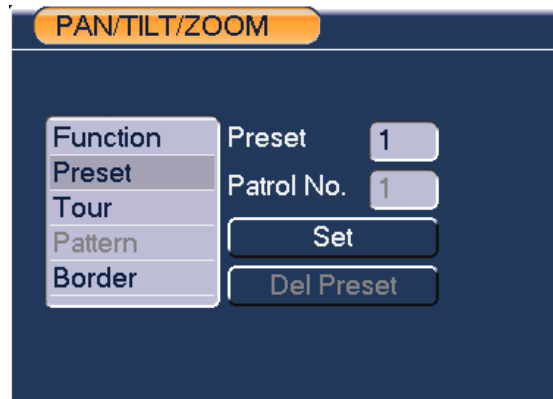 PAN/TILT/ZOOM
Function
Preset
Tour
Pattern
Border
Preset 1
Patrol No. 1
Set
Del Preset